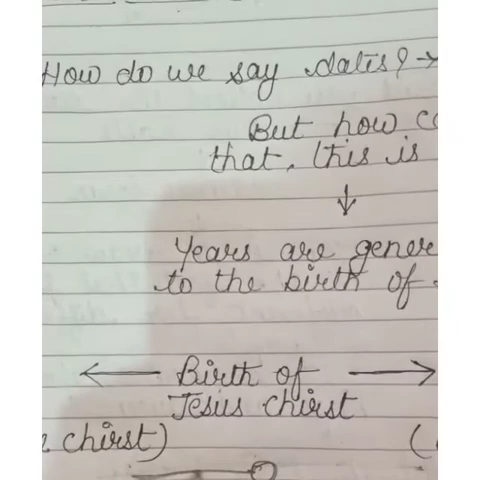 How do we say dates? →
But how
that, this is
↓
Years are gener
to the birth of
← Birth of →
Jesus chirst
chirst) (